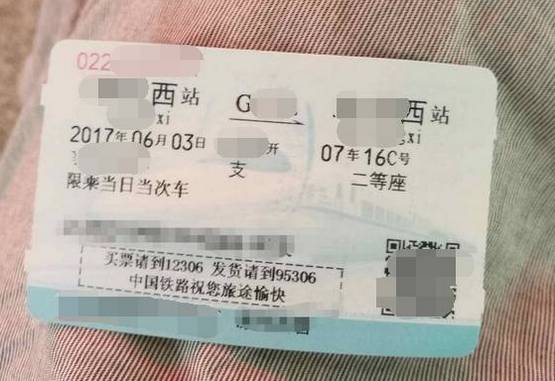 022
西站 G 西站
xi xi
2017年06月03日 开 07车16C号
支 二等座
限乘当日当次车
买票请到12306 发货请到95306
中国铁路祝您旅途愉快